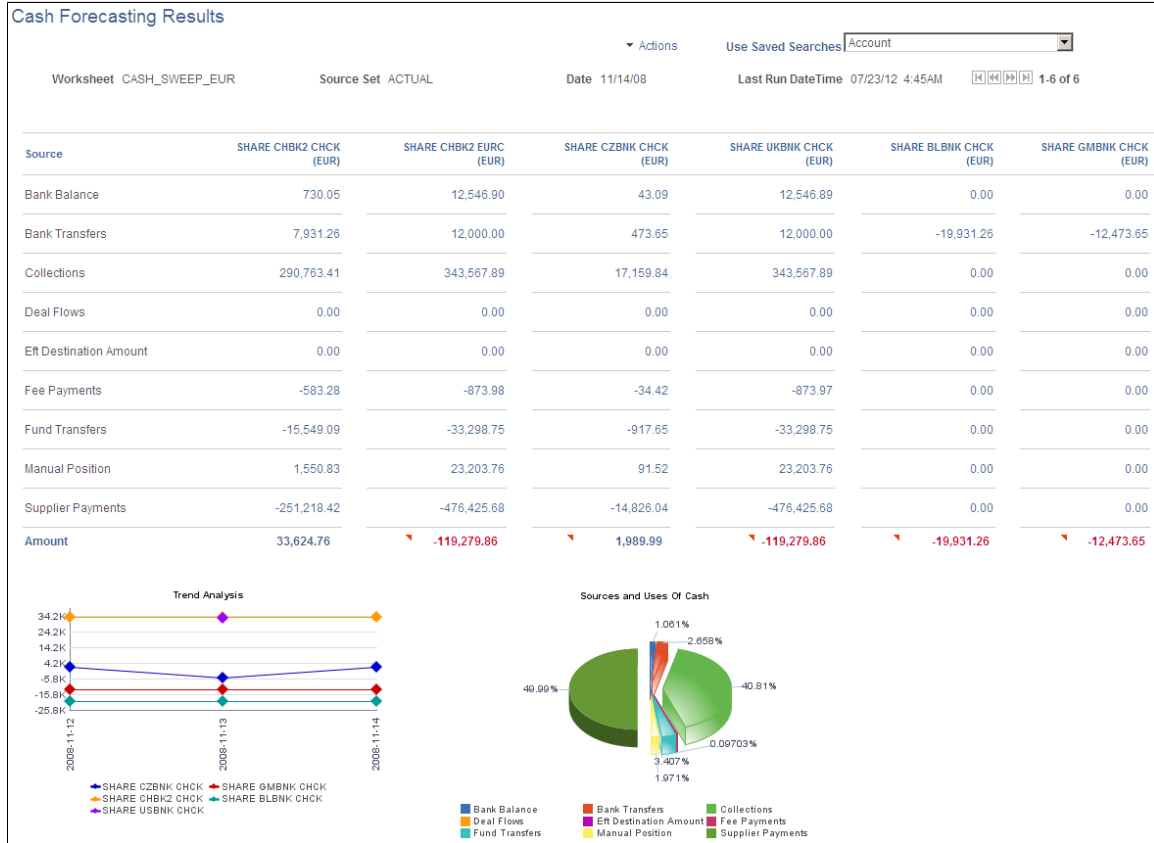 Cash Forecasting Results
Actions Use Saved Searches Account
Worksheet CASH_SWEEP_EUR Source Set ACTUAL Date 11/14/08 Last Run DateTime 07/23/12 4:45AM 1-6 of 6
Source SHARE CHBK2 CHCK (EUR) SHARE CHBK2 EURC (EUR) SHARE CZBNK CHCK (EUR) SHARE UKBNK CHCK (EUR) SHARE BLBNK CHCK (EUR) SHARE GMBNK CHCK (EUR)
Bank Balance 730.05 12,546.90 43.09 12,546.89 0.00 0.00
Bank Transfers 7,931.26 12,000.00 473.65 12,000.00 -19,931.26 -12,473.65
Collections 290,763.41 343,567.89 17,159.84 343,567.89 0.00 0.00
Deal Flows 0.00 0.00 0.00 0.00 0.00 0.00
Eft Destination Amount 0.00 0.00 0.00 0.00 0.00 0.00
Fee Payments -583.28 -873.98 -34.42 -873.97 0.00 0.00
Fund Transfers -15,549.09 -33,298.75 -917.65 -33,298.75 0.00 0.00
Manual Position 1,550.83 23,203.76 91.52 23,203.76 0.00 0.00
Supplier Payments -251,218.42 -476,425.68 -14,826.04 -476,425.68 0.00 0.00
Amount 33,624.76 -119,279.86 1,989.99 -119,279.86 -19,931.26 -12,473.65
Trend Analysis
34.2K
24.2K
14.2K
4.2K
-5.8K
-15.8K
-25.8K
2008-11-12
2008-11-13
2008-11-14
SHARE CZBNK CHCK SHARE GMBNK CHCK
SHARE CHBK2 CHCK SHARE BLBNK CHCK
SHARE USBNK CHCK
Sources and Uses Of Cash
1.061%
2.658%
49.99%
40.81%
0.09703%
3.407%
1.971%
Bank Balance Bank Transfers Collections
Deal Flows Eft Destination Amount Fee Payments
Fund Transfers Manual Position Supplier Payments